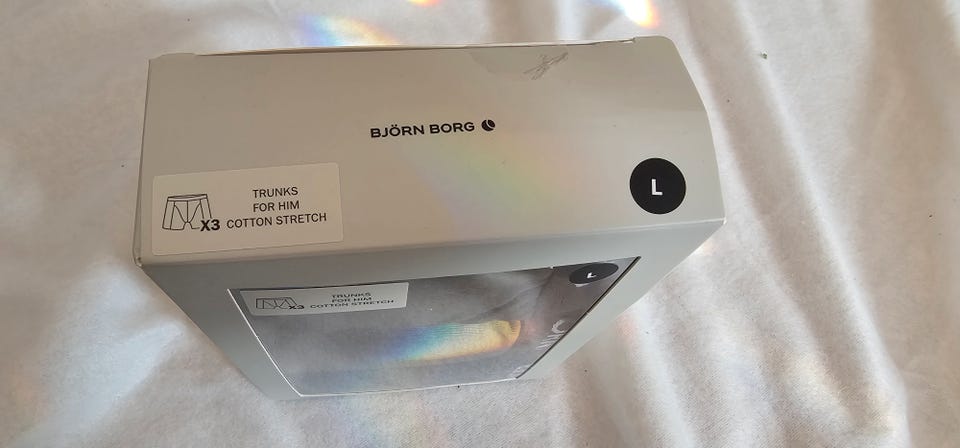 BJÖRN BORG
L
TRUNKS
FOR HIM
X3 COTTON STRETCH
L
TRUNKS
FOR HIM
X3 COTTON STRETCH